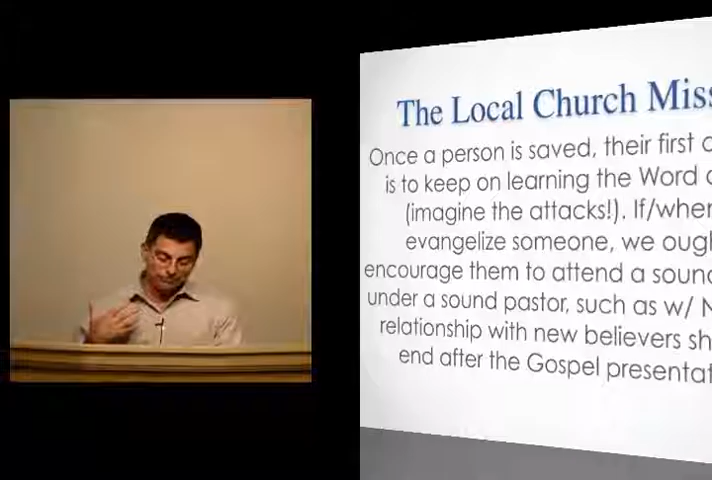 The Local Church Miss
Once a person is saved, their first
is to keep on learning the Word
(imagine the attacks!). If/when
evangelize someone, we ough
encourage them to attend a sound
under a sound pastor, such as w/ N
relationship with new believers sh
end after the Gospel presentat